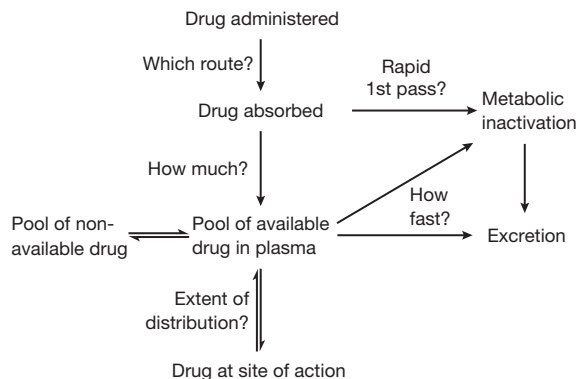 Drug administered
Which route?
Drug absorbed
Rapid
1st pass?
Metabolic
inactivation
How much?
How
fast?
Pool of non-
available drug
Pool of available
drug in plasma
Excretion
Extent of
distribution?
Drug at site of action